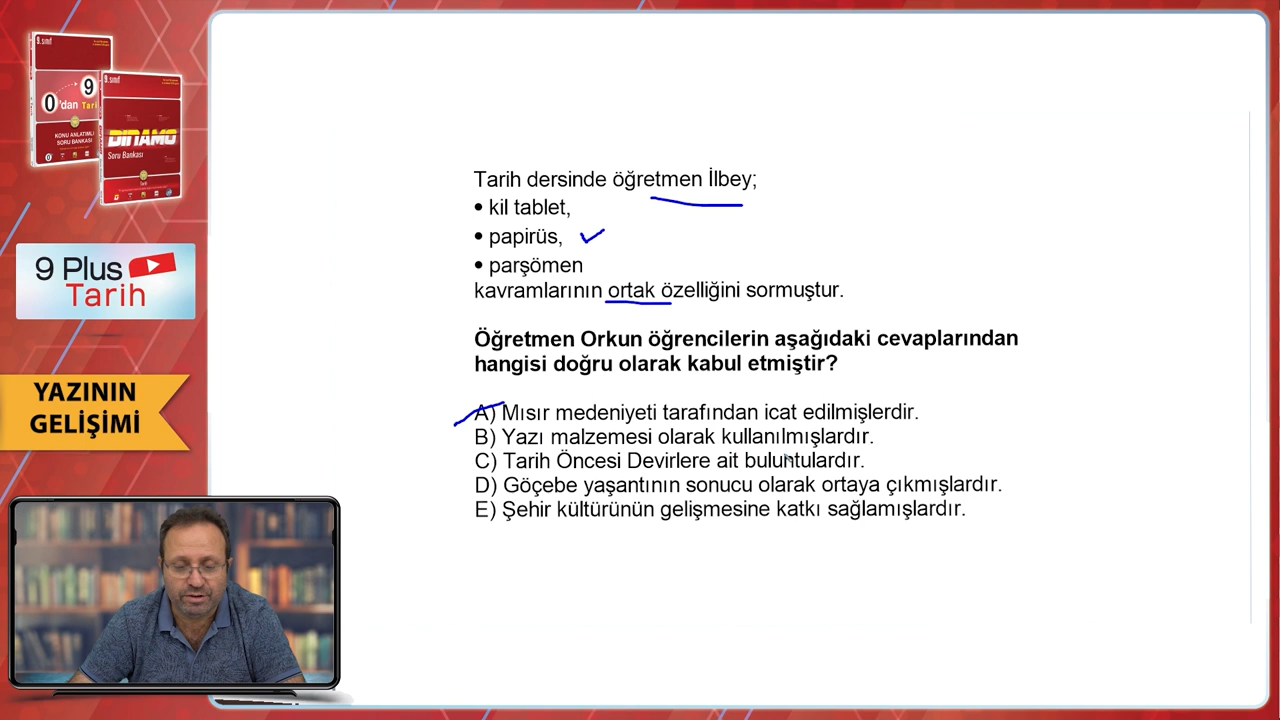 9. sınıf
9. sınıf
0'dan 9
Tarih
KONU ANLATIMLI
SORU BANKASI
DINAMO
Soru Bankası
Tarih
9 Plus
Tarih
YAZININ
GELİŞİMİ
Tarih dersinde öğretmen İlbey;
• kil tablet,
• papirüs,
• parşömen
kavramlarının ortak özelliğini sormuştur.
Öğretmen Orkun öğrencilerin aşağıdaki cevaplarından
hangisi doğru olarak kabul etmiştir?
A) Mısır medeniyeti tarafından icat edilmişlerdir.
B) Yazı malzemesi olarak kullanılmışlardır.
C) Tarih Öncesi Devirlere ait buluntulardır.
D) Göçebe yaşantının sonucu olarak ortaya çıkmışlardır.
E) Şehir kültürünün gelişmesine katkı sağlamışlardır.